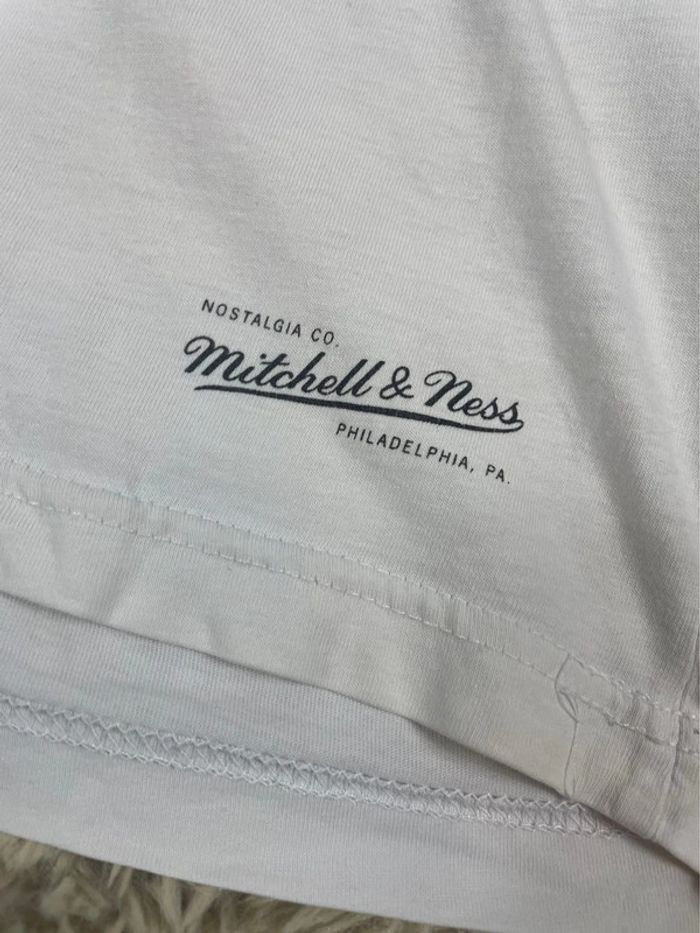 NOSTALGIA CO.
Mitchell & Ness
PHILADELPHIA, PA.